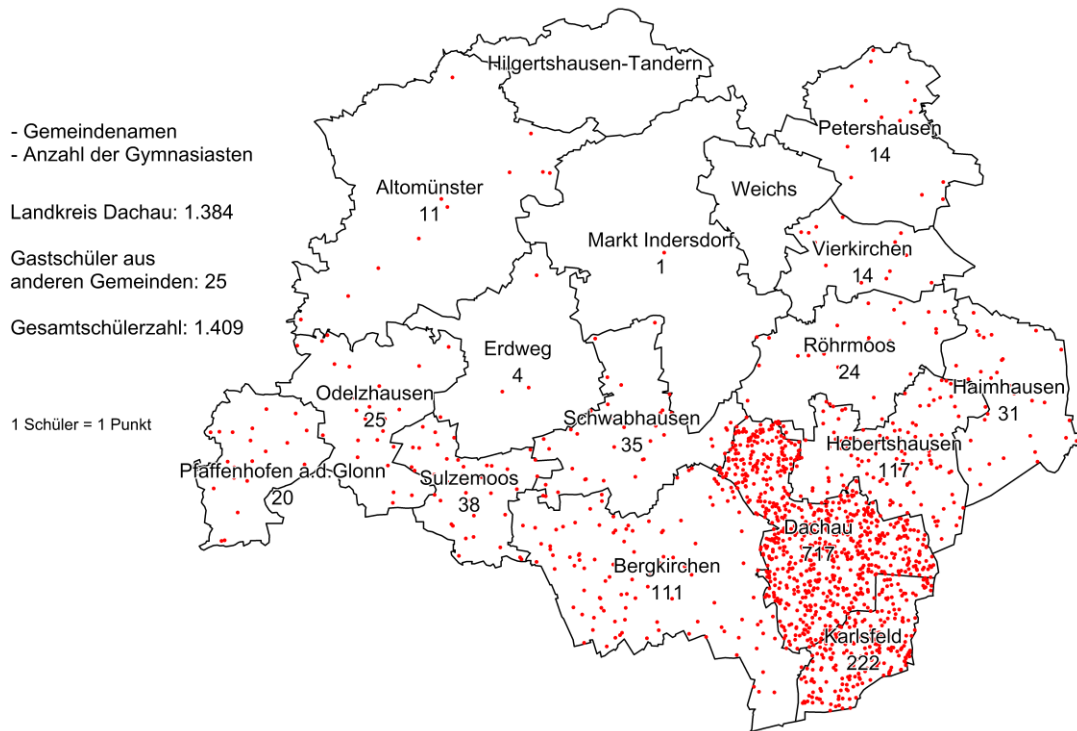 - Gemeindenamen
- Anzahl der Gymnasiasten
Landkreis Dachau: 1.384
Gastschüler aus
anderen Gemeinden: 25
Gesamtschülerzahl: 1.409
1 Schüler = 1 Punkt
Hilgertshausen-Tandern
Petershausen
14
Altomünster
11
Weichs
Markt Indersdorf
1
Vierkirchen
14
Röhrmoos
24
Erdweg
4
Haimhausen
31
Odelzhausen
25
Schwabhausen
35
Hebertshausen
117
Pfaffenhofen a.d.Glonn
20
Sulzemoos
38
Dachau
717
Bergkirchen
111
Karlsfeld
222